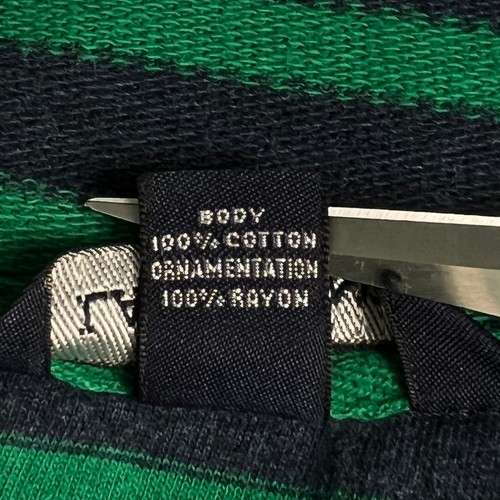 BODY
100% COTTON
ORNAMENTATION
100% RAYON